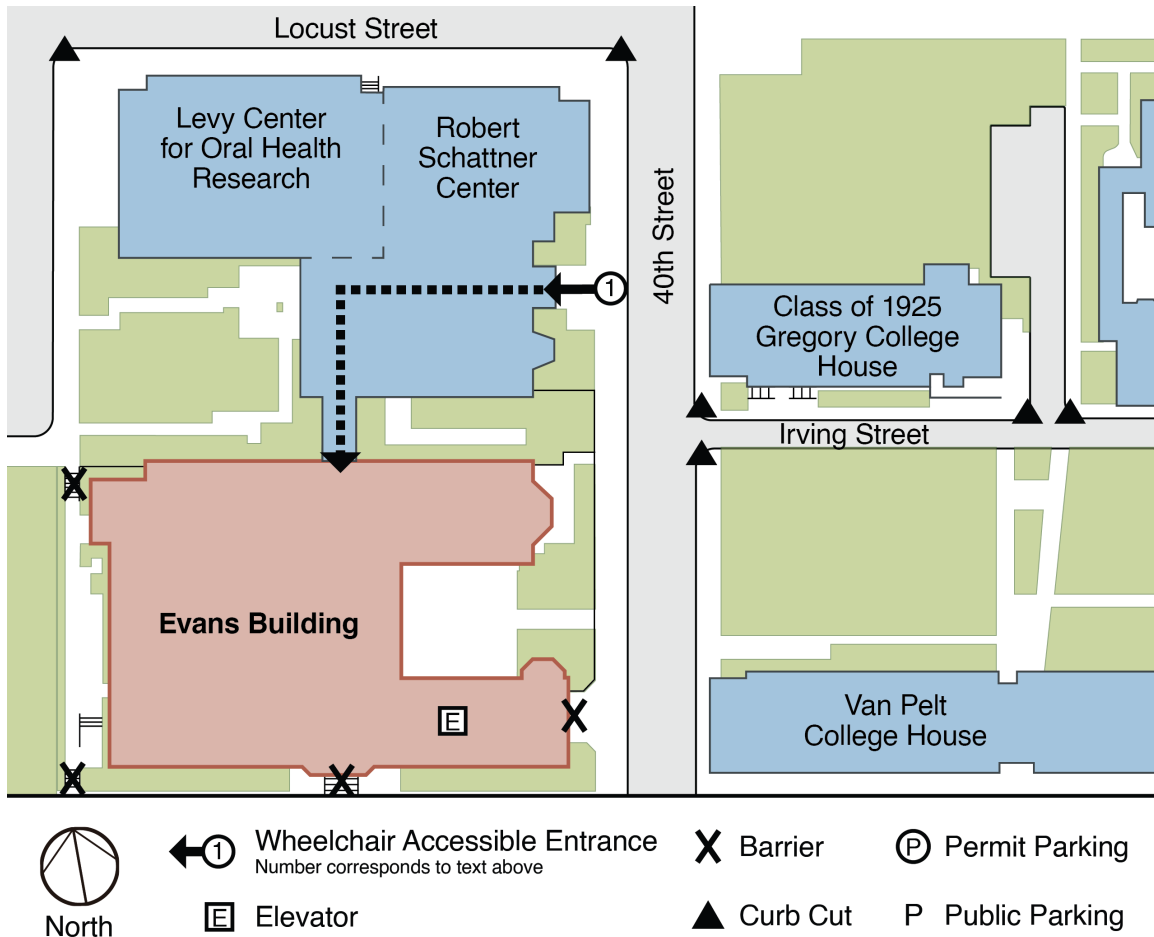 Locust Street
Levy Center
for Oral Health
Research
Robert
Schattner
Center
40th Street
1
Class of 1925
Gregory College
House
Irving Street
Evans Building
E
Van Pelt
College House
North
1
Wheelchair Accessible Entrance
Number corresponds to text above
E
Elevator
Barrier
Curb Cut
P
Permit Parking
P
Public Parking